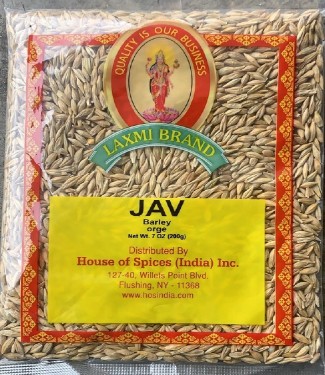 QUALITY IS OUR BUSINESS
LAXMI BRAND
JAV
Barley
orge
Net Wt. 7 OZ (200g)
Distributed By
House of Spices (India) Inc.
127-40, Willets Point Blvd.
Flushing, NY - 11368
www.hosindia.com